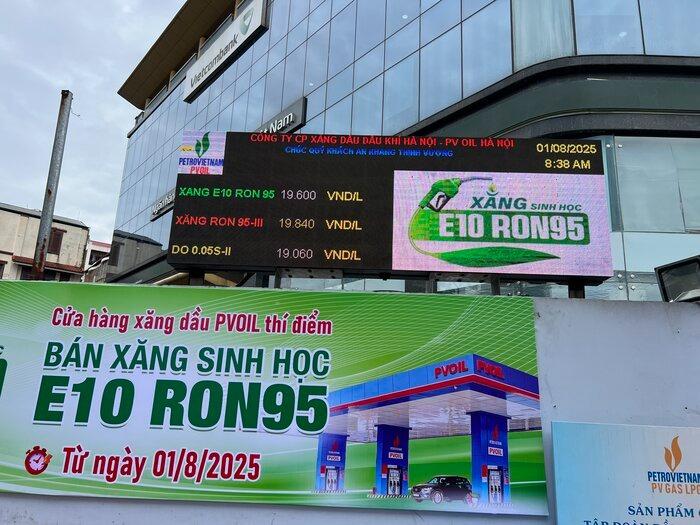 Vietcombank
ệt Nam
CÔNG TY CP XĂNG DẦU DẦU KHÍ HÀ NỘI - PV OIL HÀ NỘI
CHÚC QUÝ KHÁCH AN KHANG THỊNH VƯỢNG
01/08/2025
8:38 AM
PETROVIETNAM
PVOIL
XANG E10 RON 95 19.600 VND/L
XĂNG RON 95-III 19.840 VND/L
DO 0.05S-II 19.060 VND/L
XĂNG SINH HỌC
E10 RON95
Cửa hàng xăng dầu PVOIL thí điểm
BÁN XĂNG SINH HỌC
E10 RON95
Từ ngày 01/8/2025
PVOIL PVOIL
PVOIL
PETROVIETNAM
PV GAS LPG
SẢN PHẨM